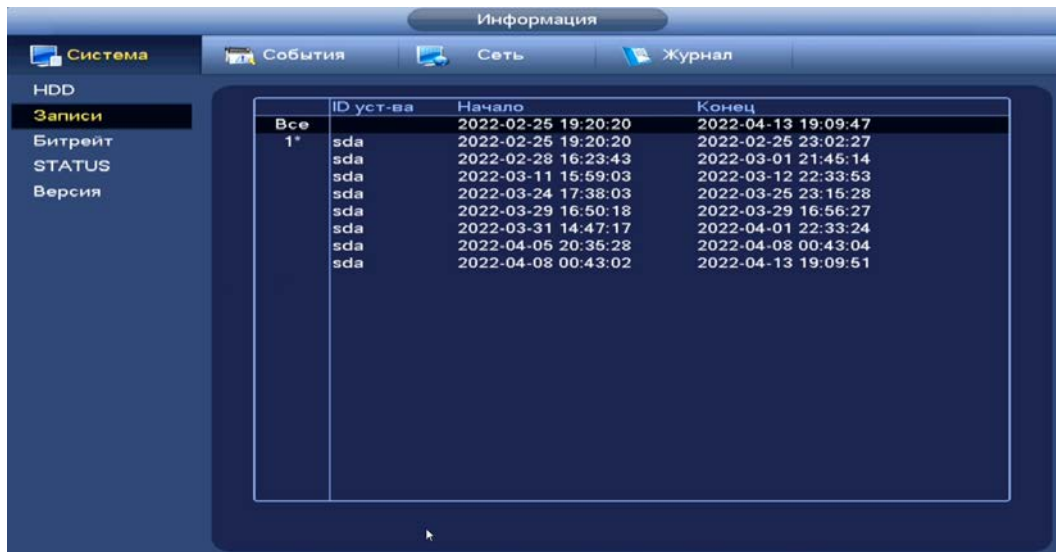 Информация
Система События Сеть Журнал
HDD
Записи
Битрейт
STATUS
Версия
ID уст-ва Начало Конец
Все 2022-02-25 19:20:20 2022-04-13 19:09:47
1* sda 2022-02-25 19:20:20 2022-02-25 23:02:27
sda 2022-02-28 16:23:43 2022-03-01 21:45:14
sda 2022-03-11 15:59:03 2022-03-12 22:33:53
sda 2022-03-24 17:38:03 2022-03-25 23:15:28
sda 2022-03-29 16:50:18 2022-03-29 16:56:27
sda 2022-03-31 14:47:17 2022-04-01 22:33:24
sda 2022-04-05 20:35:28 2022-04-08 00:43:04
sda 2022-04-08 00:43:02 2022-04-13 19:09:51